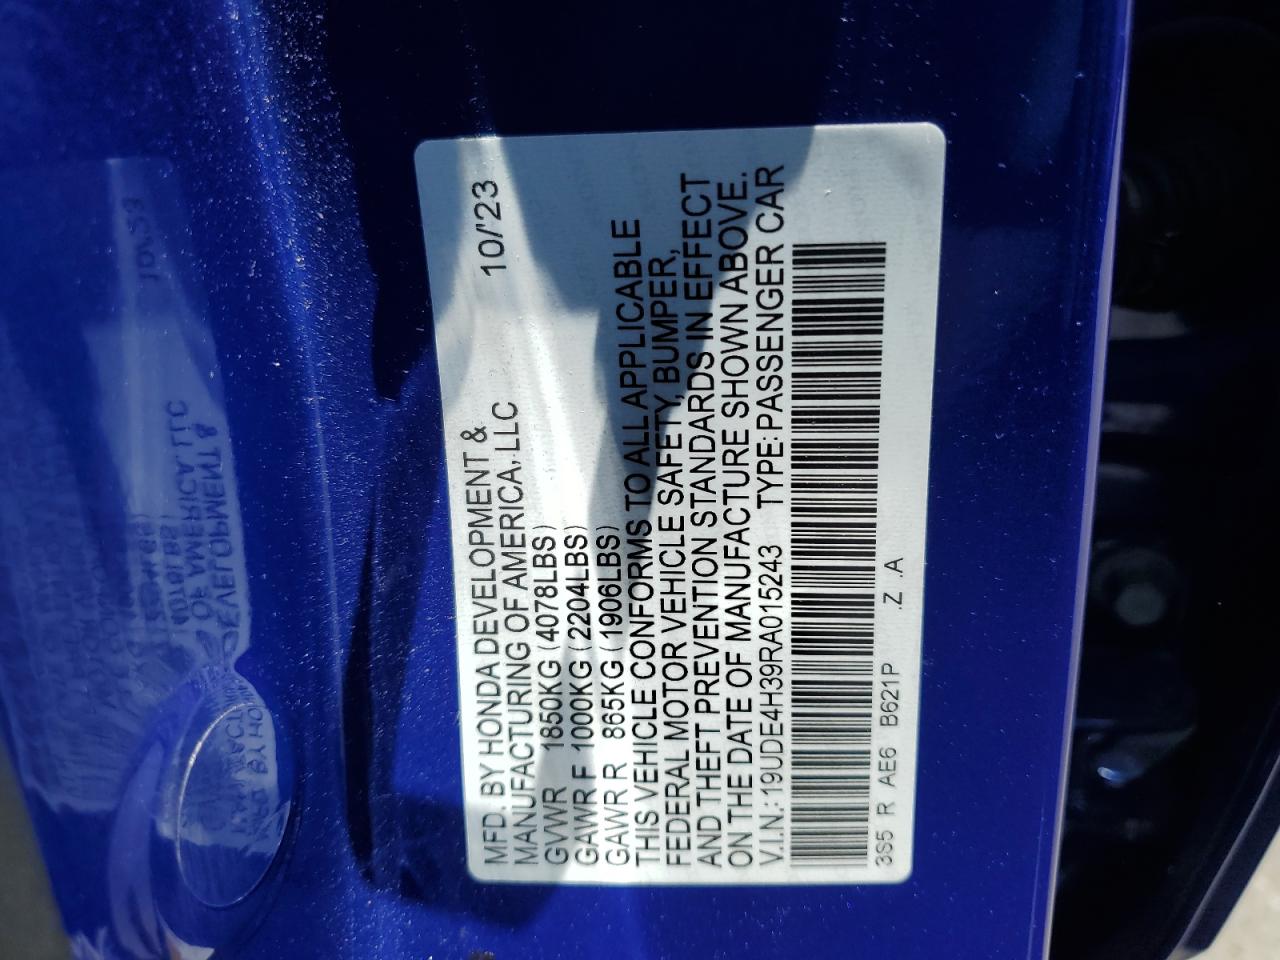 MFD. BY HONDA DEVELOPMENT &
MANUFACTURING OF AMERICA, LLC 10/'23
GVWR 1850KG (4078LBS)
GAWR F 1000KG (2204LBS)
GAWR R 865KG (1906LBS)
THIS VEHICLE CONFORMS TO ALL APPLICABLE
FEDERAL MOTOR VEHICLE SAFETY, BUMPER,
AND THEFT PREVENTION STANDARDS IN EFFECT
ON THE DATE OF MANUFACTURE SHOWN ABOVE.
V.I.N.: 19UDE4H39RA015243 TYPE: PASSENGER CAR
3S5 R AE6 B621P .Z .A